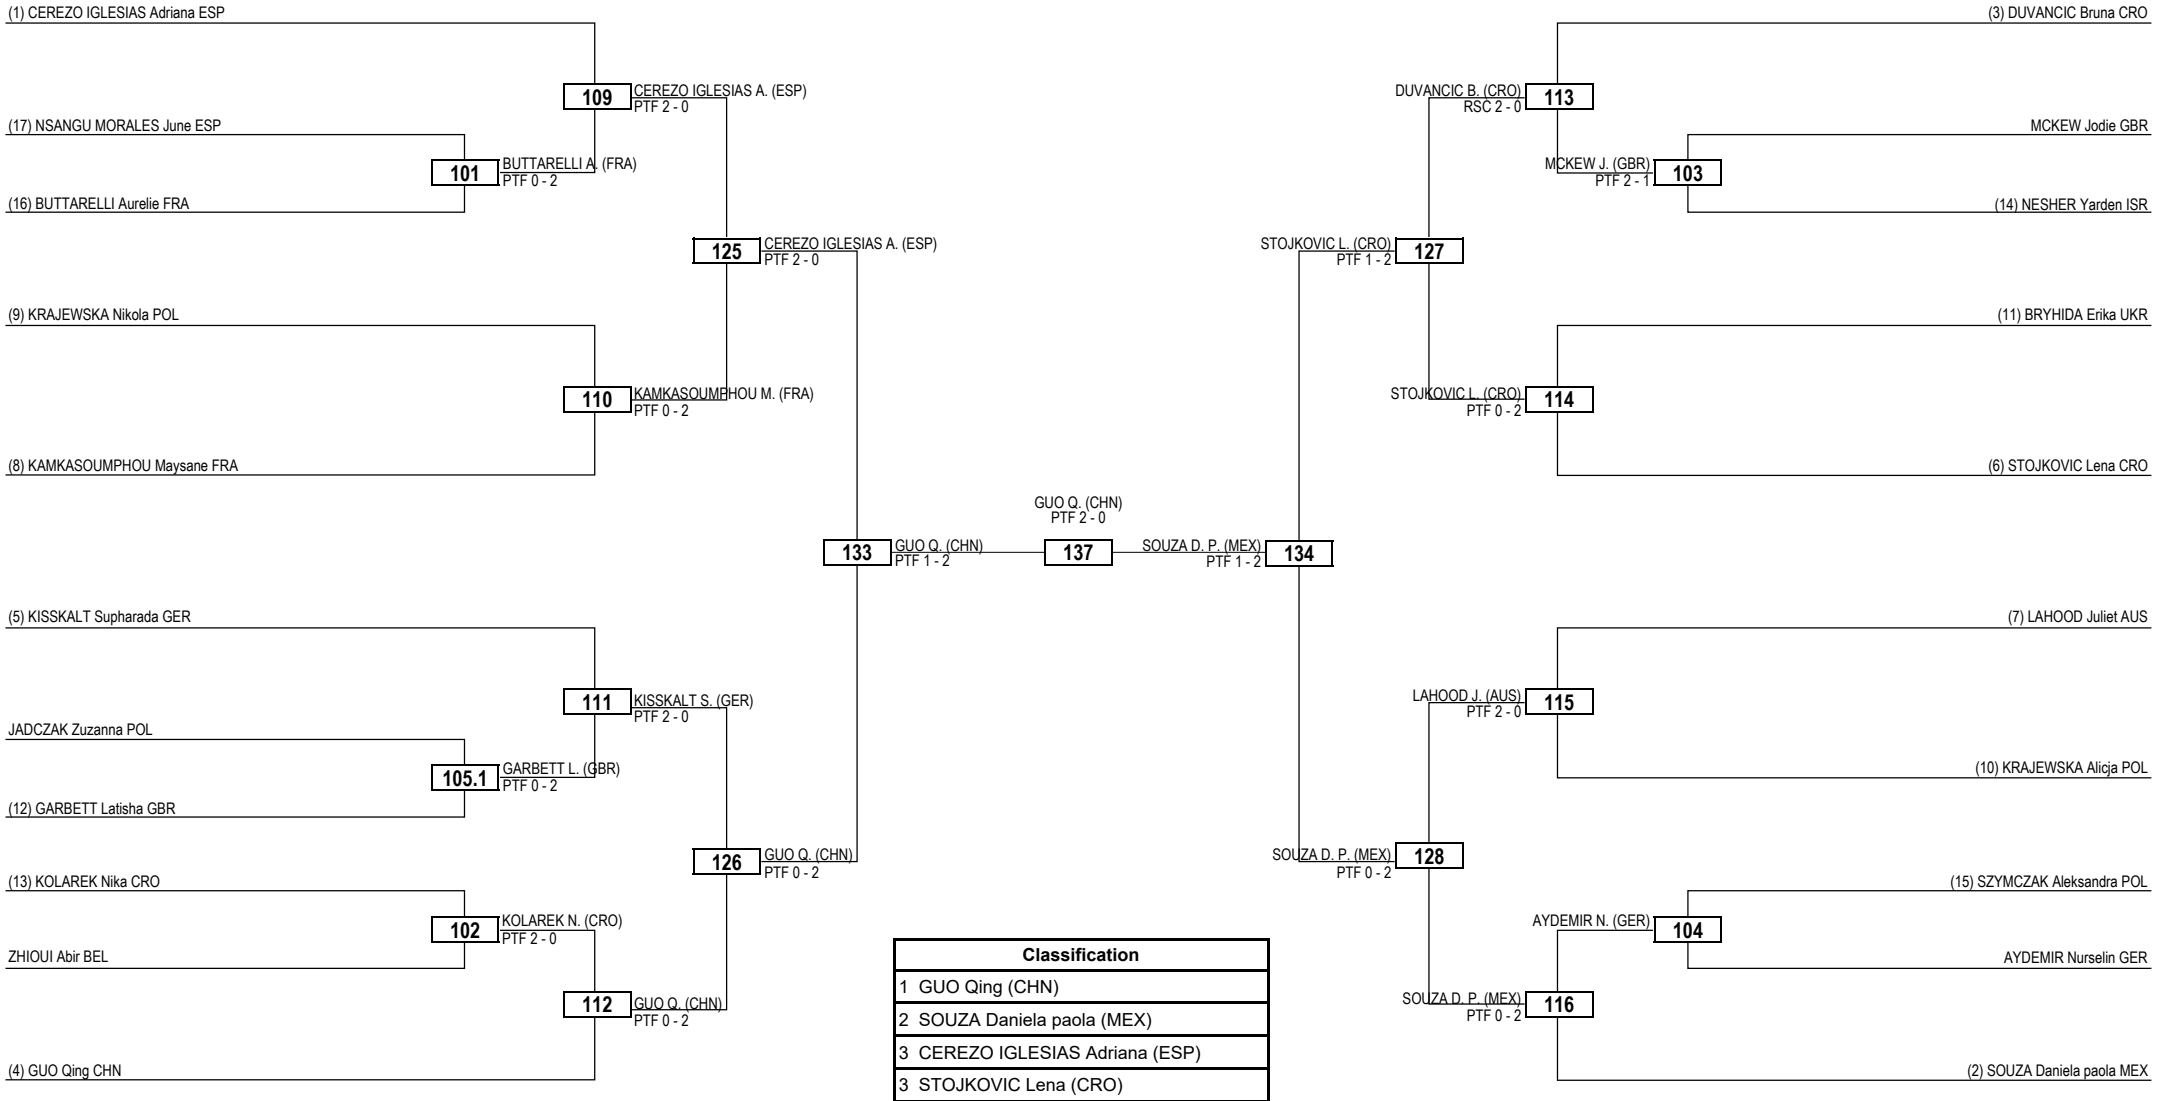 (1) CEREZO IGLESIAS Adriana ESP
109
CEREZO IGLESIAS A. (ESP)
PTF 2 - 0
(17) NSANGU MORALES June ESP
101
BUTTARELLI A. (FRA)
PTF 0 - 2
(16) BUTTARELLI Aurelie FRA
125
CEREZO IGLESIAS A. (ESP)
PTF 2 - 0
(9) KRAJEWSKA Nikola POL
110
KAMKASOUMPHOU M. (FRA)
PTF 0 - 2
(8) KAMKASOUMPHOU Maysane FRA
133
GUO Q. (CHN)
PTF 1 - 2
(5) KISSKALT Supharada GER
111
KISSKALT S. (GER)
PTF 2 - 0
JADCZAK Zuzanna POL
105.1
GARBETT L. (GBR)
PTF 0 - 2
(12) GARBETT Latisha GBR
126
GUO Q. (CHN)
PTF 0 - 2
(13) KOLAREK Nika CRO
102
KOLAREK N. (CRO)
PTF 2 - 0
ZHIOUI Abir BEL
112
GUO Q. (CHN)
PTF 0 - 2
(4) GUO Qing CHN
GUO Q. (CHN)
PTF 2 - 0
137
(3) DUVANCIC Bruna CRO
DUVANCIC B. (CRO)
RSC 2 - 0
113
MCKEW Jodie GBR
MCKEW J. (GBR)
PTF 2 - 1
103
(14) NESHER Yarden ISR
STOJKOVIC L. (CRO)
PTF 1 - 2
127
(11) BRYHIDA Erika UKR
STOJKOVIC L. (CRO)
PTF 0 - 2
114
(6) STOJKOVIC Lena CRO
SOUZA D. P. (MEX)
PTF 1 - 2
134
(7) LAHOOD Juliet AUS
LAHOOD J. (AUS)
PTF 2 - 0
115
(10) KRAJEWSKA Alicja POL
SOUZA D. P. (MEX)
PTF 0 - 2
128
(15) SZYMCZAK Aleksandra POL
AYDEMIR N. (GER)
104
AYDEMIR Nurselin GER
SOUZA D. P. (MEX)
PTF 0 - 2
116
(2) SOUZA Daniela paola MEX
Classification
1 GUO Qing (CHN)
2 SOUZA Daniela paola (MEX)
3 CEREZO IGLESIAS Adriana (ESP)
3 STOJKOVIC Lena (CRO)